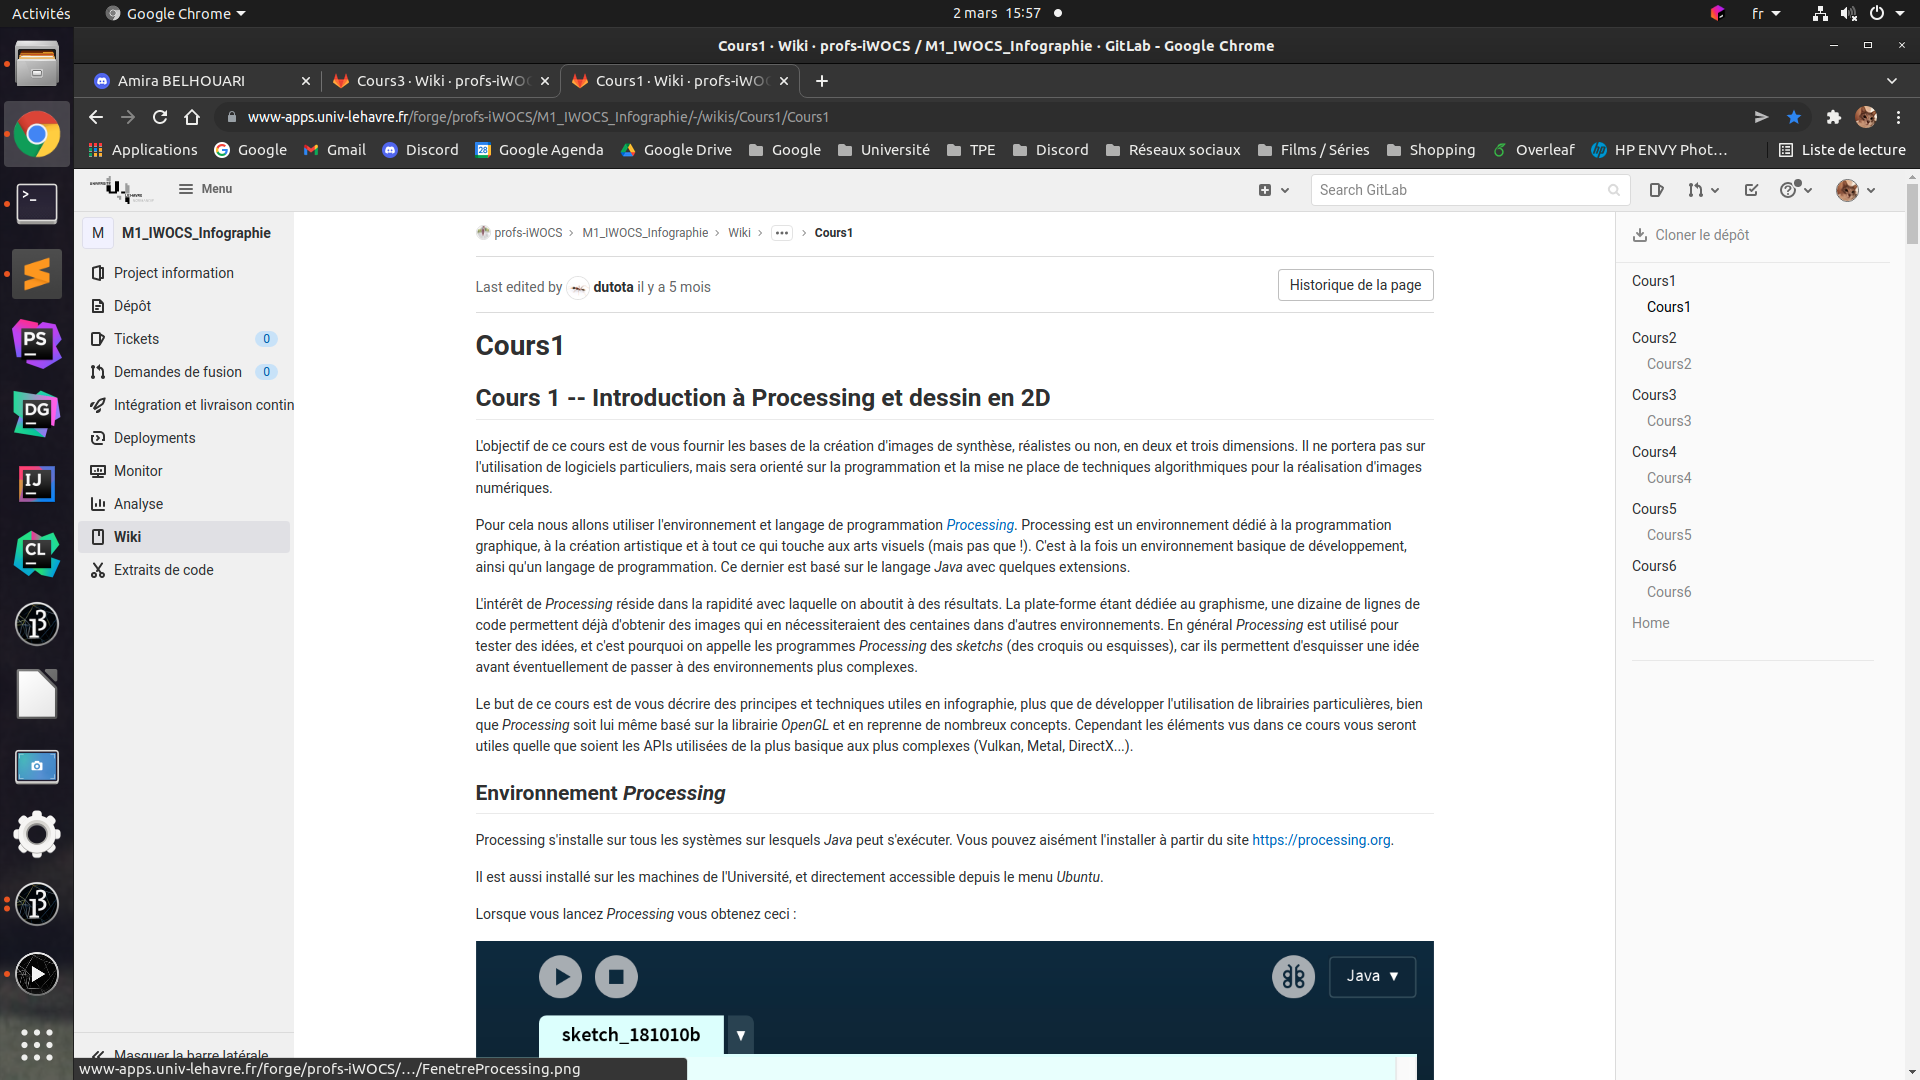 Activités
Google Chrome
2 mars 15:57
fr
Cours1 · Wiki · profs-iWOCS / M1_IWOCS_Infographie · GitLab - Google Chrome
Amira BELHOUARI
Cours3 · Wiki · profs-iWOC
Cours1 · Wiki · profs-iWOC
www-apps.univ-lehavre.fr/forge/profs-iWOCS/M1_IWOCS_Infographie/-/wikis/Cours1/Cours1
Applications
Google
Gmail
Discord
28
Google Agenda
Google Drive
Google
Université
TPE
Discord
Réseaux sociaux
Films / Séries
Shopping
Overleaf
HP ENVY Phot…
Liste de lecture
Menu
Search GitLab
M
M1_IWOCS_Infographie
Project information
Dépôt
Tickets
0
Demandes de fusion
0
Intégration et livraison contin
Deployments
Monitor
Analyse
Wiki
Extraits de code
Masquer la barre latérale
PS
DG
IJ
CL
profs-iWOCS › M1_IWOCS_Infographie › Wiki › ••• › Cours1
Last edited by dutota il y a 5 mois
Historique de la page
Cours1
Cours 1 -- Introduction à Processing et dessin en 2D
L'objectif de ce cours est de vous fournir les bases de la création d'images de synthèse, réalistes ou non, en deux et trois dimensions. Il ne portera pas sur
l'utilisation de logiciels particuliers, mais sera orienté sur la programmation et la mise ne place de techniques algorithmiques pour la réalisation d'images
numériques.
Pour cela nous allons utiliser l'environnement et langage de programmation Processing. Processing est un environnement dédié à la programmation
graphique, à la création artistique et à tout ce qui touche aux arts visuels (mais pas que !). C'est à la fois un environnement basique de développement,
ainsi qu'un langage de programmation. Ce dernier est basé sur le langage Java avec quelques extensions.
L'intérêt de Processing réside dans la rapidité avec laquelle on aboutit à des résultats. La plate-forme étant dédiée au graphisme, une dizaine de lignes de
code permettent déjà d'obtenir des images qui en nécessiteraient des centaines dans d'autres environnements. En général Processing est utilisé pour
tester des idées, et c'est pourquoi on appelle les programmes Processing des sketchs (des croquis ou esquisses), car ils permettent d'esquisser une idée
avant éventuellement de passer à des environnements plus complexes.
Le but de ce cours est de vous décrire des principes et techniques utiles en infographie, plus que de développer l'utilisation de librairies particulières, bien
que Processing soit lui même basé sur la librairie OpenGL et en reprenne de nombreux concepts. Cependant les éléments vus dans ce cours vous seront
utiles quelle que soient les APIs utilisées de la plus basique aux plus complexes (Vulkan, Metal, DirectX...).
Environnement Processing
Processing s'installe sur tous les systèmes sur lesquels Java peut s'exécuter. Vous pouvez aisément l'installer à partir du site https://processing.org.
Il est aussi installé sur les machines de l'Université, et directement accessible depuis le menu Ubuntu.
Lorsque vous lancez Processing vous obtenez ceci :
Java ▼
sketch_181010b
▼
Cloner le dépôt
Cours1
Cours1
Cours2
Cours2
Cours3
Cours3
Cours4
Cours4
Cours5
Cours5
Cours6
Cours6
Home
www-apps.univ-lehavre.fr/forge/profs-iWOCS/…/FenetreProcessing.png